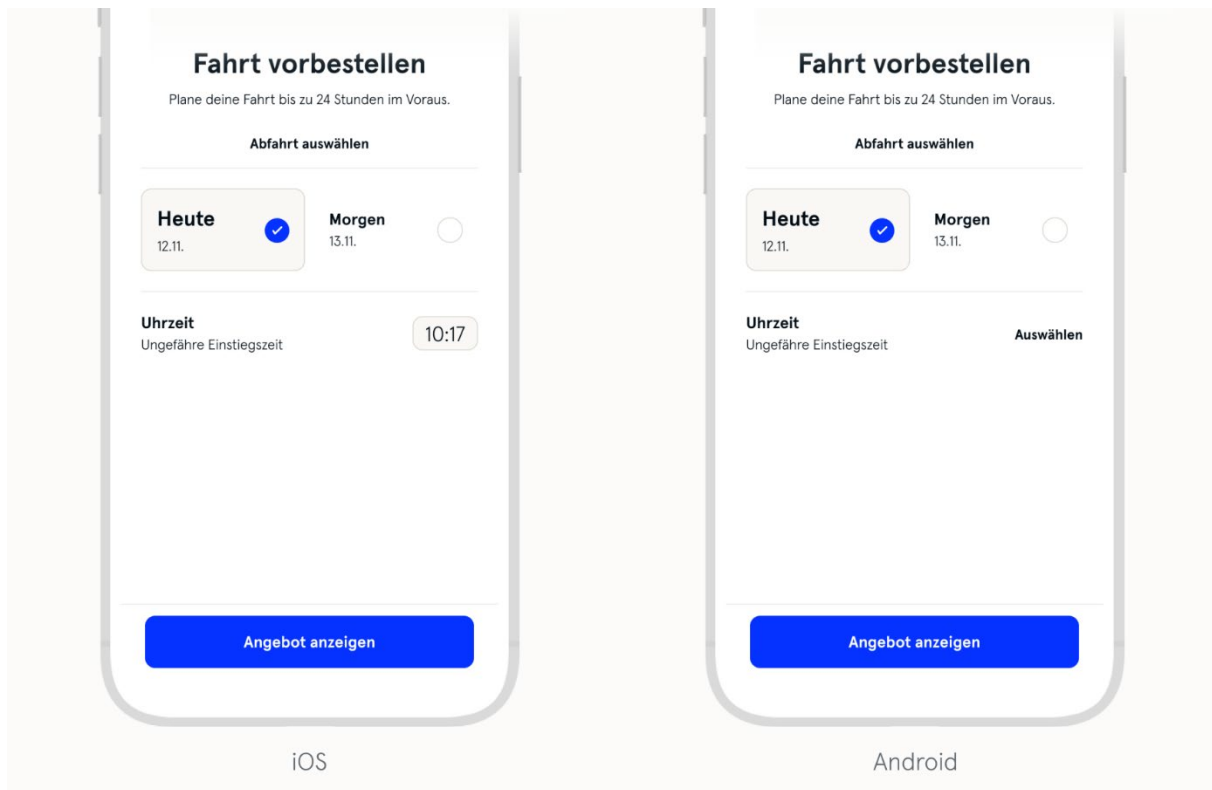 Fahrt vorbestellen
Plane deine Fahrt bis zu 24 Stunden im Voraus.
Abfahrt auswählen
Heute
12.11.
Morgen
13.11.
Uhrzeit
Ungefähre Einstiegszeit
10:17
Angebot anzeigen
iOS
Fahrt vorbestellen
Plane deine Fahrt bis zu 24 Stunden im Voraus.
Abfahrt auswählen
Heute
12.11.
Morgen
13.11.
Uhrzeit
Ungefähre Einstiegszeit
Auswählen
Angebot anzeigen
Android